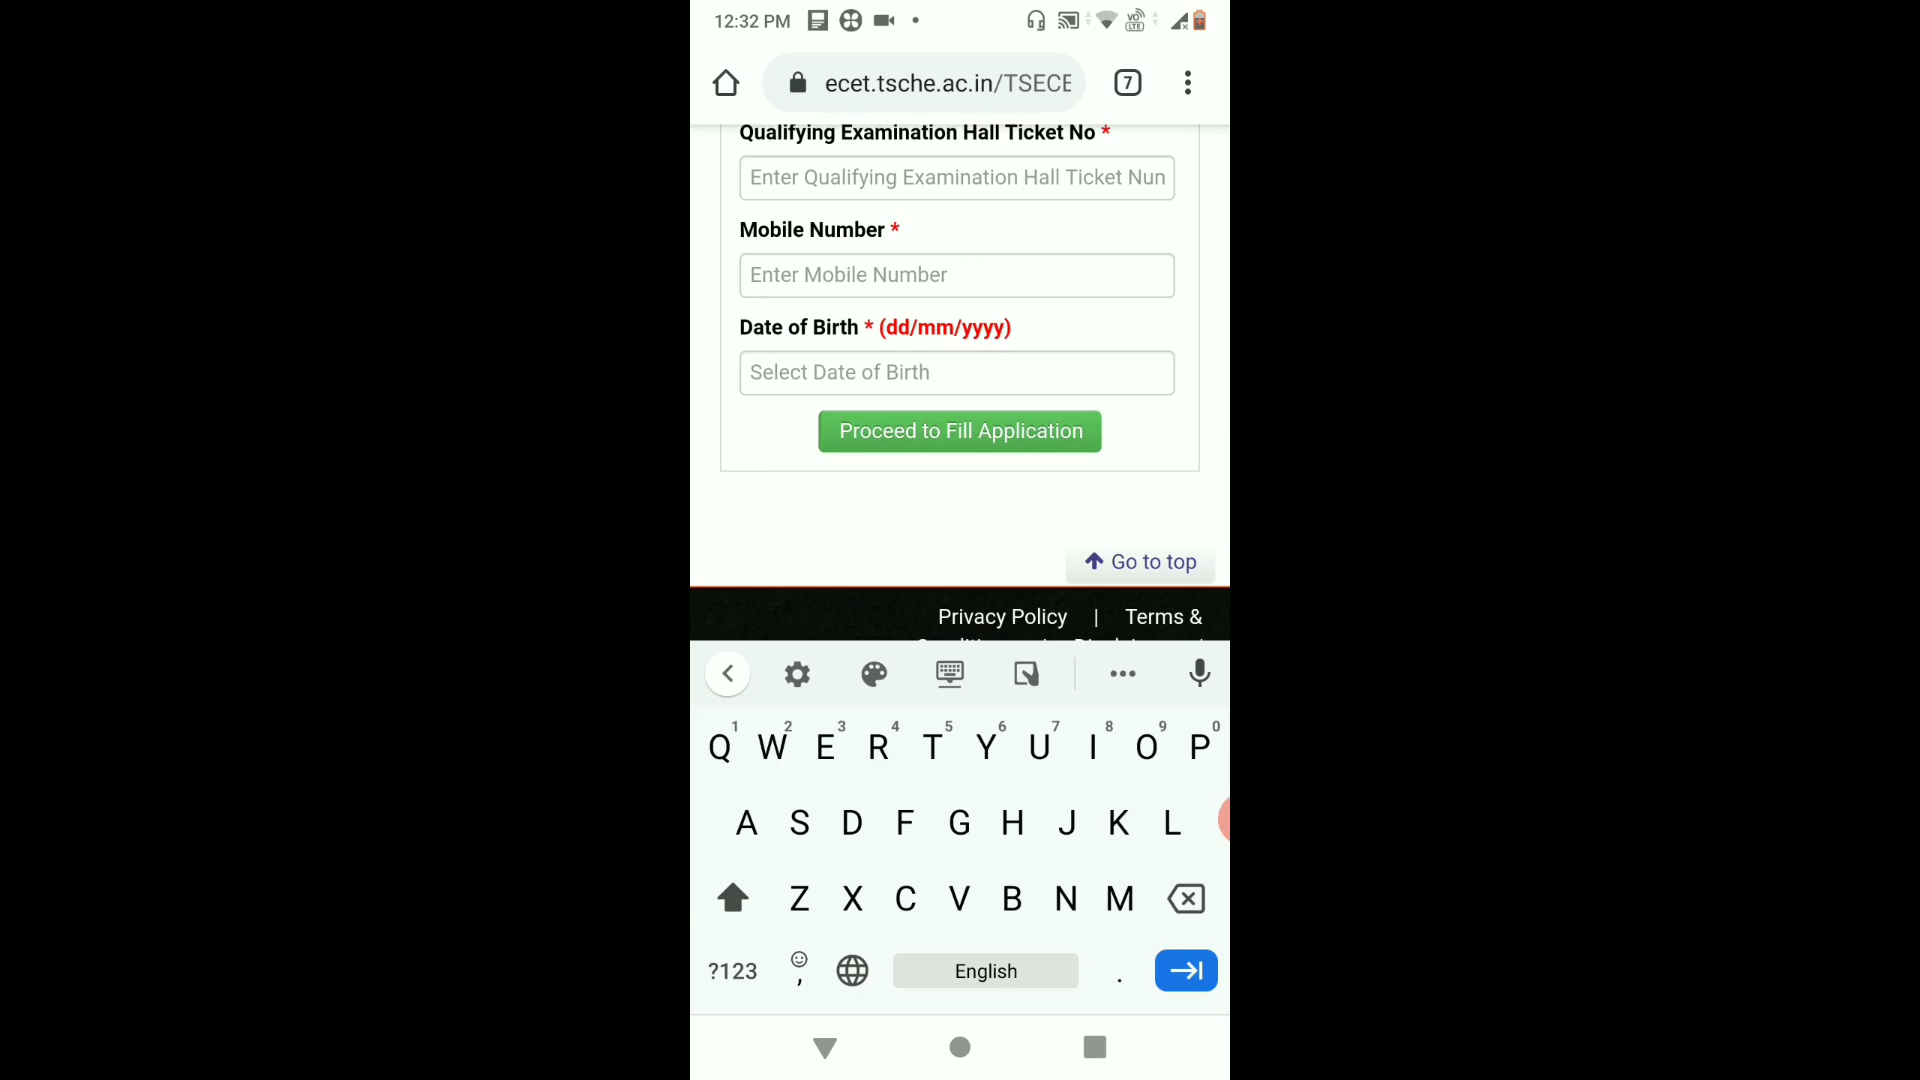 12:32 PM
VO LTE
ecet.tsche.ac.in/TSECE
7
Qualifying Examination Hall Ticket No *
Enter Qualifying Examination Hall Ticket Nun
Mobile Number *
Enter Mobile Number
Date of Birth * (dd/mm/yyyy)
Select Date of Birth
Proceed to Fill Application
Go to top
Privacy Policy | Terms &
1 2 3 4 5 6 7 8 9 0
Q W E R T Y U I O P
A S D F G H J K L
Z X C V B N M
?123 , English .